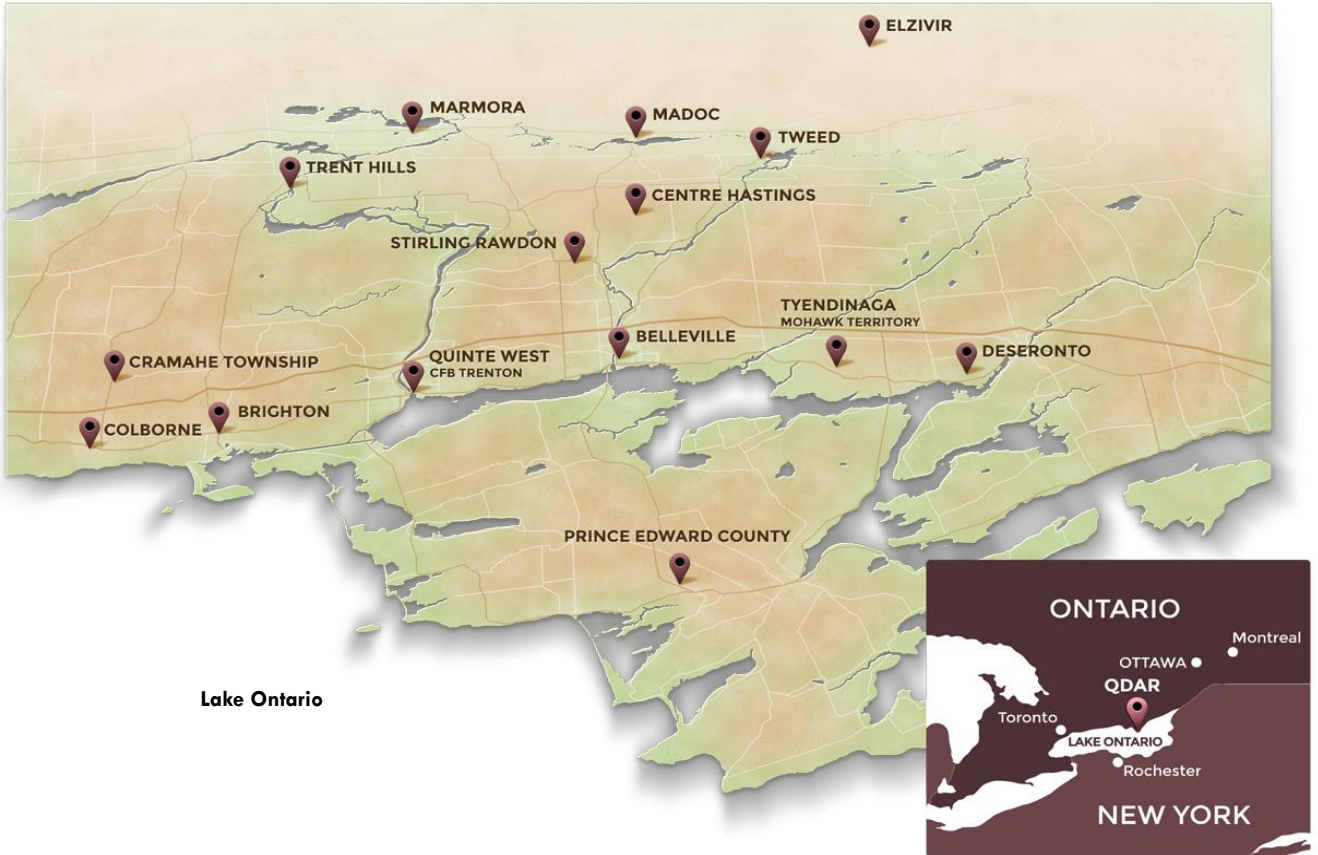 ELZIVIR
MARMORA
MADOC
TWEED
TRENT HILLS
CENTRE HASTINGS
STIRLING RAWDON
TYENDINAGA
MOHAWK TERRITORY
BELLEVILLE
DESERONTO
QUINTE WEST
CFB TRENTON
CRAMAHE TOWNSHIP
BRIGHTON
COLBORNE
PRINCE EDWARD COUNTY
Lake Ontario
ONTARIO
Montreal
OTTAWA
QDAR
Toronto
LAKE ONTARIO
Rochester
NEW YORK